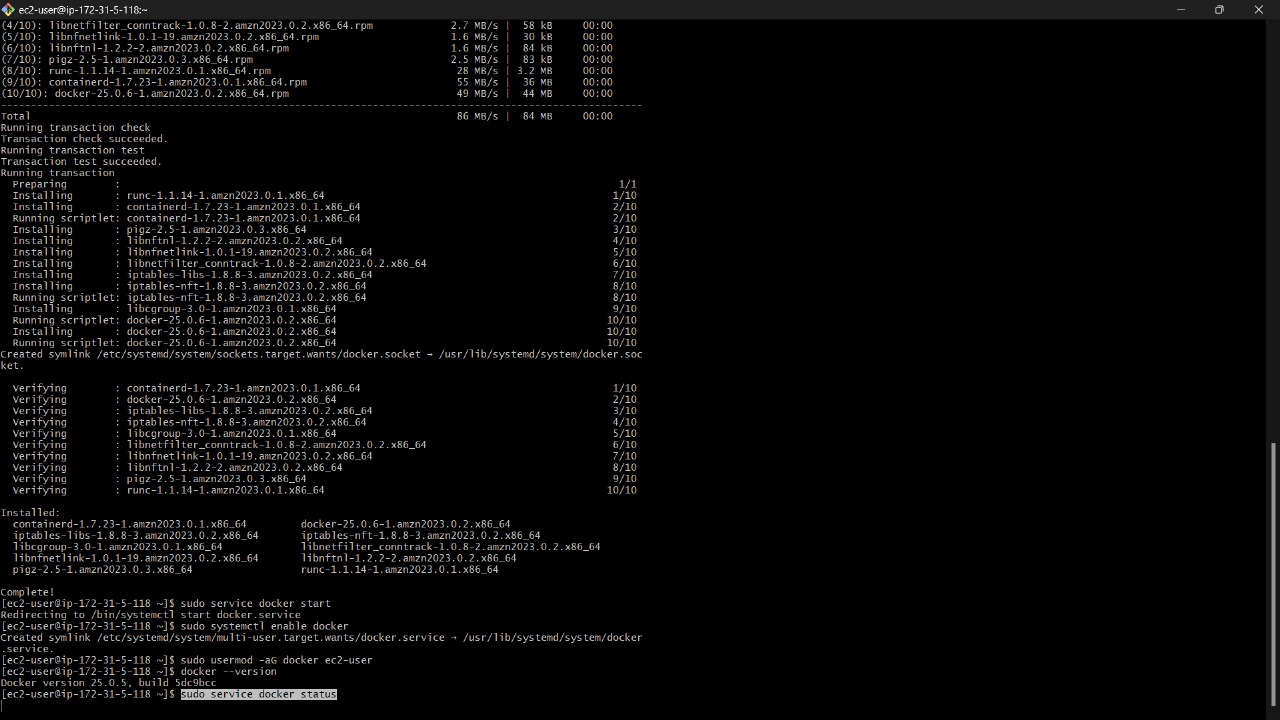 ec2-user@ip-172-31-5-118:~
(4/10): libnetfilter_conntrack-1.0.8-2.amzn2023.0.2.x86_64.rpm 2.7 MB/s | 58 kB 00:00
(5/10): libnfnetlink-1.0.1-19.amzn2023.0.2.x86_64.rpm 1.6 MB/s | 30 kB 00:00
(6/10): libnftnl-1.2.2-2.amzn2023.0.2.x86_64.rpm 1.6 MB/s | 84 kB 00:00
(7/10): pigz-2.5-1.amzn2023.0.3.x86_64.rpm 2.5 MB/s | 83 kB 00:00
(8/10): runc-1.1.14-1.amzn2023.0.1.x86_64.rpm 28 MB/s | 3.2 MB 00:00
(9/10): containerd-1.7.23-1.amzn2023.0.1.x86_64.rpm 55 MB/s | 36 MB 00:00
(10/10): docker-25.0.6-1.amzn2023.0.2.x86_64.rpm 49 MB/s | 44 MB 00:00
--------------------------------------------------------------------------------
Total 86 MB/s | 84 MB 00:00
Running transaction check
Transaction check succeeded.
Running transaction test
Transaction test succeeded.
Running transaction
Preparing : 1/1
Installing : runc-1.1.14-1.amzn2023.0.1.x86_64 1/10
Installing : containerd-1.7.23-1.amzn2023.0.1.x86_64 2/10
Running scriptlet: containerd-1.7.23-1.amzn2023.0.1.x86_64 2/10
Installing : pigz-2.5-1.amzn2023.0.3.x86_64 3/10
Installing : libnftnl-1.2.2-2.amzn2023.0.2.x86_64 4/10
Installing : libnfnetlink-1.0.1-19.amzn2023.0.2.x86_64 5/10
Installing : libnetfilter_conntrack-1.0.8-2.amzn2023.0.2.x86_64 6/10
Installing : iptables-libs-1.8.8-3.amzn2023.0.2.x86_64 7/10
Installing : iptables-nft-1.8.8-3.amzn2023.0.2.x86_64 8/10
Running scriptlet: iptables-nft-1.8.8-3.amzn2023.0.2.x86_64 8/10
Installing : libcgroup-3.0-1.amzn2023.0.1.x86_64 9/10
Running scriptlet: docker-25.0.6-1.amzn2023.0.2.x86_64 10/10
Installing : docker-25.0.6-1.amzn2023.0.2.x86_64 10/10
Running scriptlet: docker-25.0.6-1.amzn2023.0.2.x86_64 10/10
Created symlink /etc/systemd/system/sockets.target.wants/docker.socket → /usr/lib/systemd/system/docker.soc
ket.
Verifying : containerd-1.7.23-1.amzn2023.0.1.x86_64 1/10
Verifying : docker-25.0.6-1.amzn2023.0.2.x86_64 2/10
Verifying : iptables-libs-1.8.8-3.amzn2023.0.2.x86_64 3/10
Verifying : iptables-nft-1.8.8-3.amzn2023.0.2.x86_64 4/10
Verifying : libcgroup-3.0-1.amzn2023.0.1.x86_64 5/10
Verifying : libnetfilter_conntrack-1.0.8-2.amzn2023.0.2.x86_64 6/10
Verifying : libnfnetlink-1.0.1-19.amzn2023.0.2.x86_64 7/10
Verifying : libnftnl-1.2.2-2.amzn2023.0.2.x86_64 8/10
Verifying : pigz-2.5-1.amzn2023.0.3.x86_64 9/10
Verifying : runc-1.1.14-1.amzn2023.0.1.x86_64 10/10
Installed:
containerd-1.7.23-1.amzn2023.0.1.x86_64 docker-25.0.6-1.amzn2023.0.2.x86_64
iptables-libs-1.8.8-3.amzn2023.0.2.x86_64 iptables-nft-1.8.8-3.amzn2023.0.2.x86_64
libcgroup-3.0-1.amzn2023.0.1.x86_64 libnetfilter_conntrack-1.0.8-2.amzn2023.0.2.x86_64
libnfnetlink-1.0.1-19.amzn2023.0.2.x86_64 libnftnl-1.2.2-2.amzn2023.0.2.x86_64
pigz-2.5-1.amzn2023.0.3.x86_64 runc-1.1.14-1.amzn2023.0.1.x86_64
Complete!
[ec2-user@ip-172-31-5-118 ~]$ sudo service docker start
Redirecting to /bin/systemctl start docker.service
[ec2-user@ip-172-31-5-118 ~]$ sudo systemctl enable docker
Created symlink /etc/systemd/system/multi-user.target.wants/docker.service → /usr/lib/systemd/system/docker
.service.
[ec2-user@ip-172-31-5-118 ~]$ sudo usermod -aG docker ec2-user
[ec2-user@ip-172-31-5-118 ~]$ docker --version
Docker version 25.0.5, build 5dc9bcc
[ec2-user@ip-172-31-5-118 ~]$ sudo service docker status